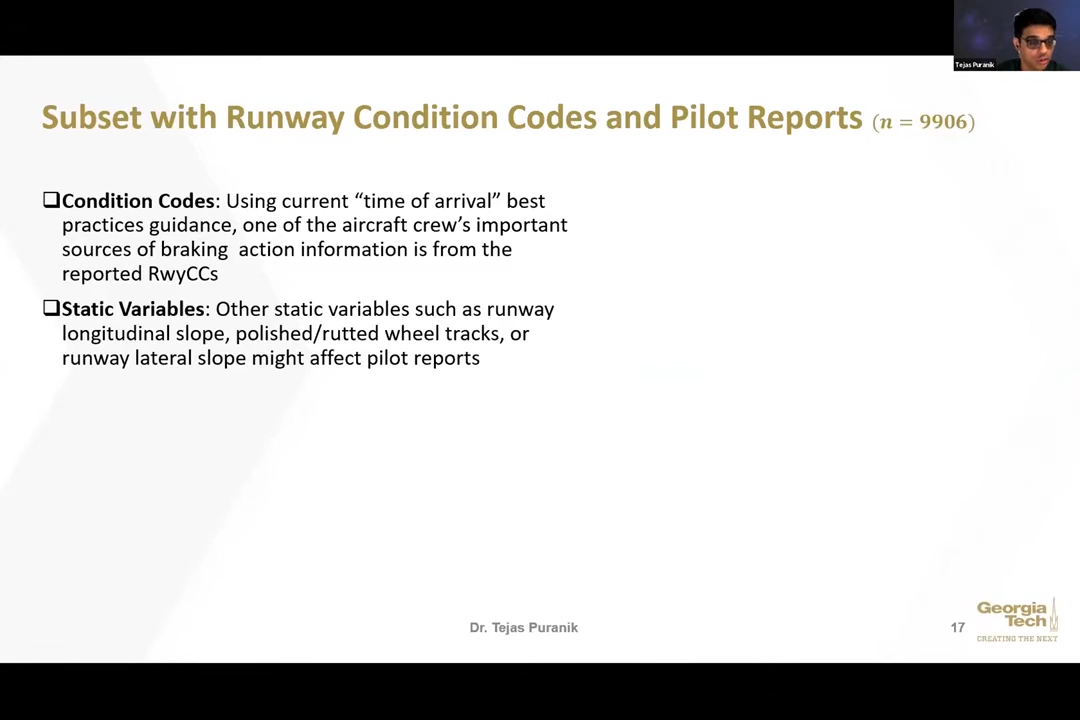 Tejas Puranik
Subset with Runway Condition Codes and Pilot Reports (n = 9906)
❑Condition Codes: Using current “time of arrival” best
practices guidance, one of the aircraft crew’s important
sources of braking  action information is from the
reported RwyCCs
❑Static Variables: Other static variables such as runway
longitudinal slope, polished/rutted wheel tracks, or
runway lateral slope might affect pilot reports
Dr. Tejas Puranik
17
Georgia
Tech
CREATING THE NEXT